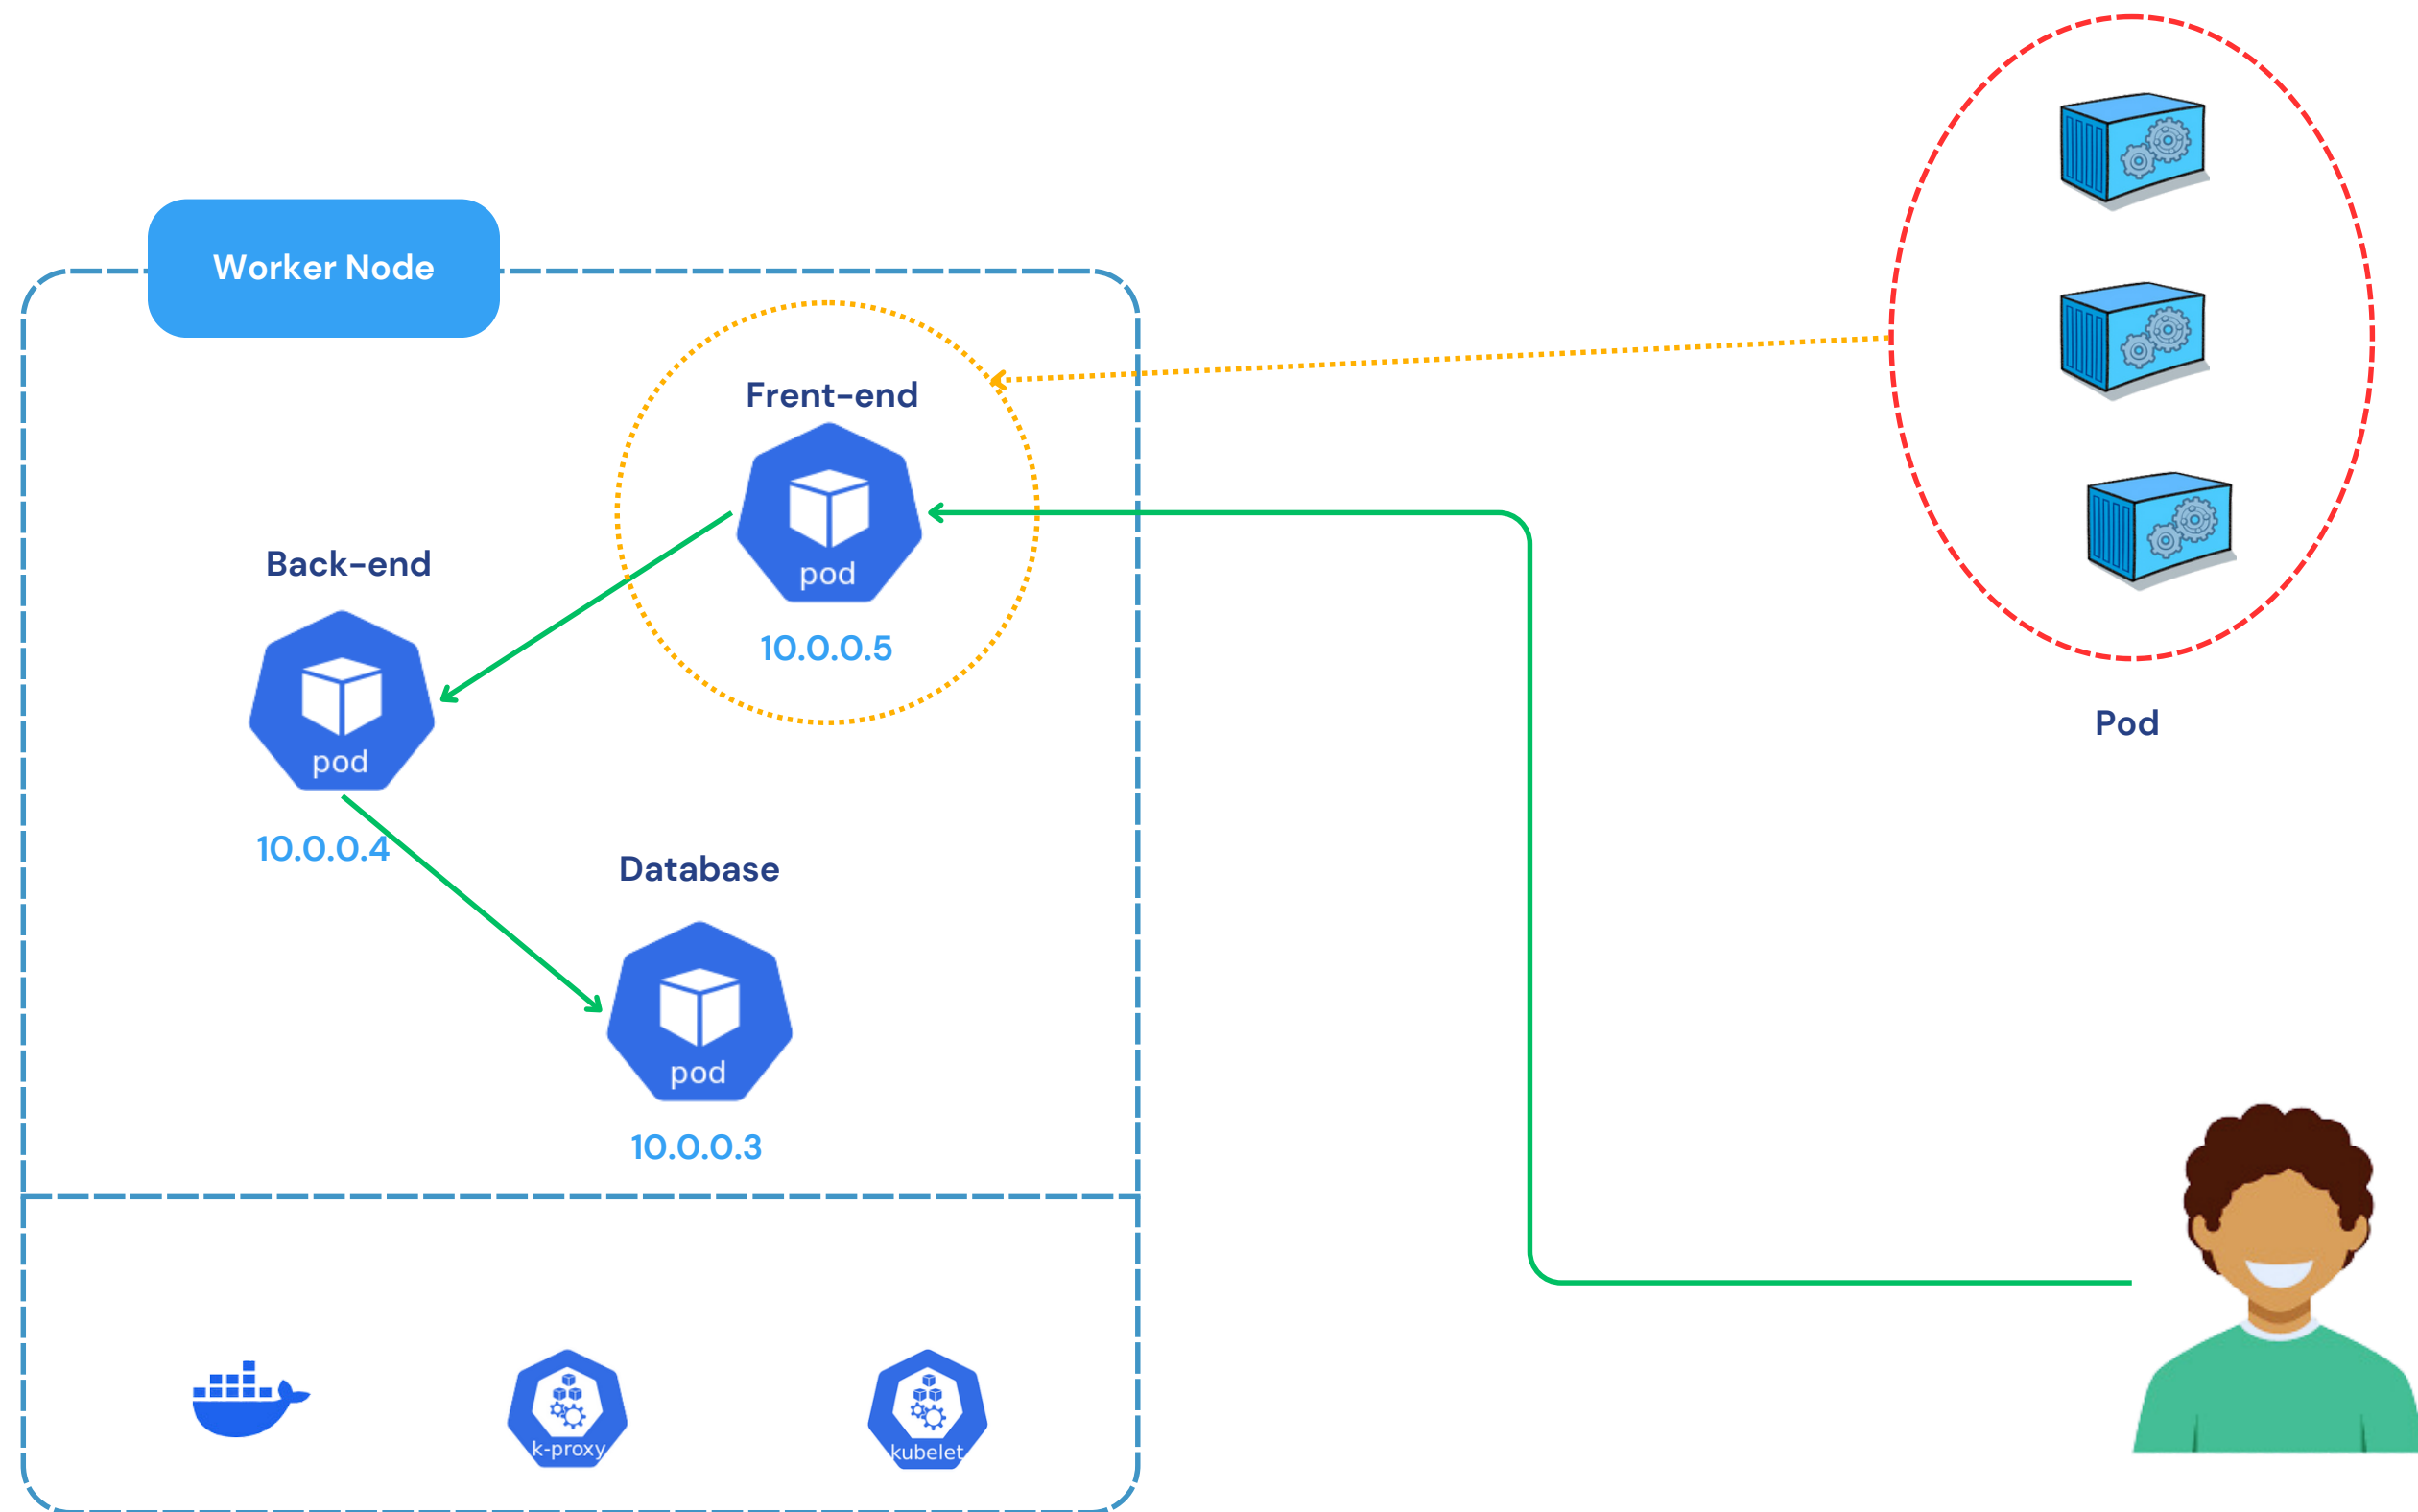 Worker Node
Frent-end
pod
10.0.0.5
Back-end
pod
10.0.0.4
Database
pod
10.0.0.3
Pod
k-proxy
kubelet